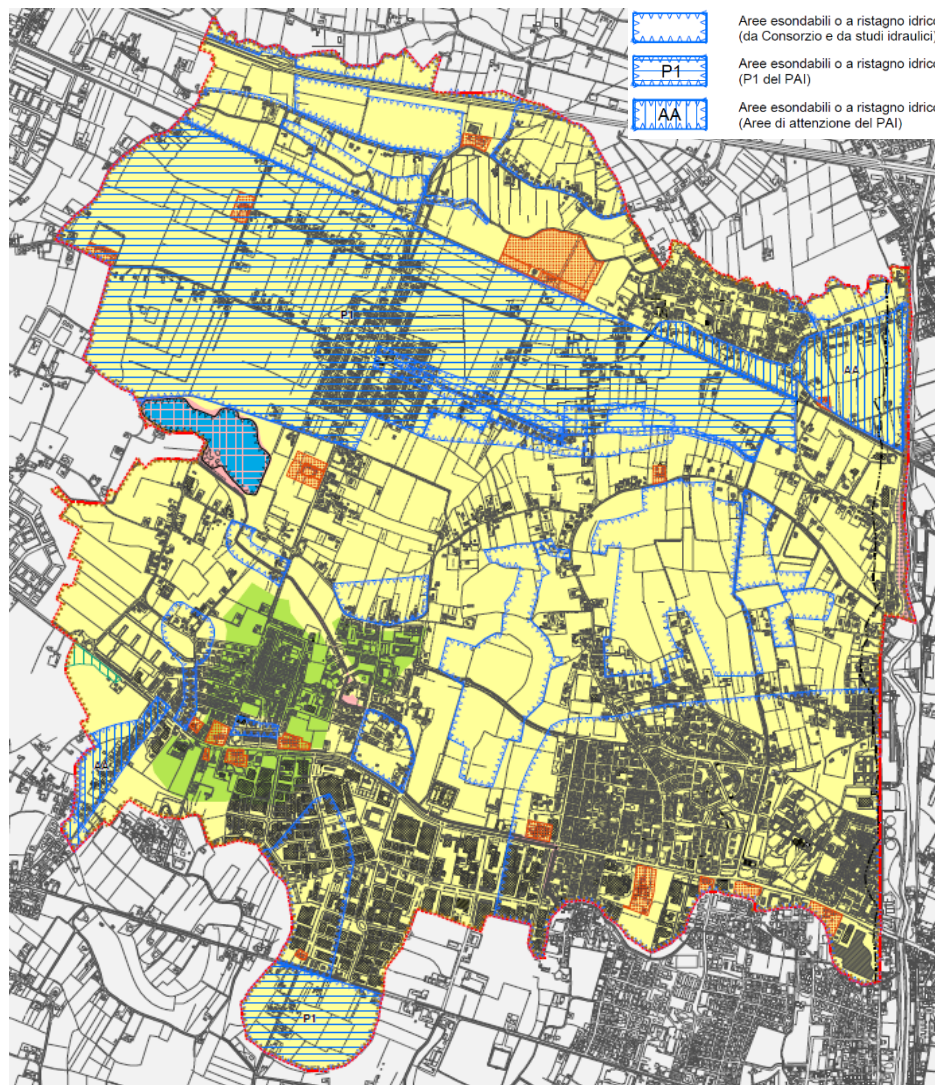 Aree esondabili o a ristagno idrico
(da Consorzio e da studi idraulici)
P1
Aree esondabili o a ristagno idrico
(P1 del PAI)
AA
Aree esondabili o a ristagno idrico
(Aree di attenzione del PAI)
P1
AA
AA
P1